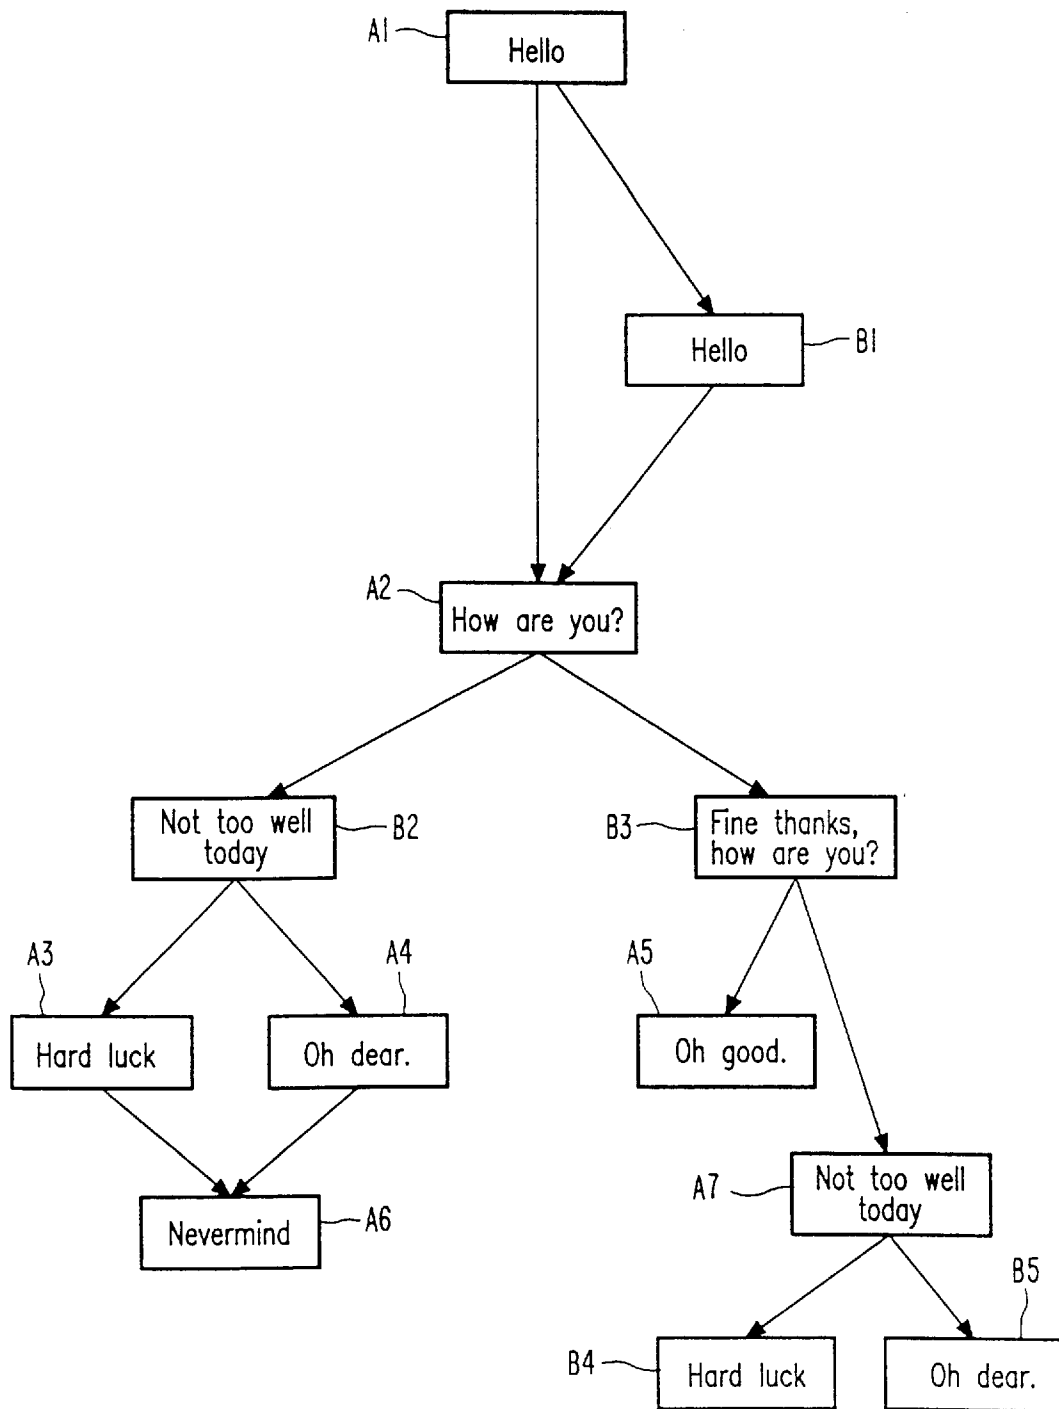 A1
Hello
Hello
B1
A2
How are you?
Not too well
today
B2
B3
Fine thanks,
how are you?
A3
A4
A5
Hard luck
Oh dear.
Oh good.
A7
Not too well
today
Nevermind
A6
B5
B4
Hard luck
Oh dear.